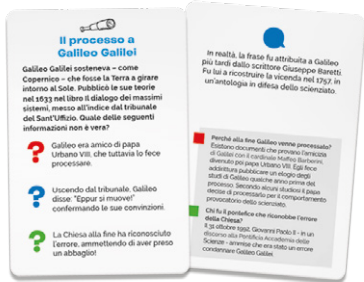 Il processo a
Galileo Galilei
Galileo Galilei sosteneva – come
Copernico – che fosse la Terra a girare
intorno al Sole. Pubblicò le sue teorie
nel 1633 nel libro il dialogo dei massimi
sistemi, messo all'indice dal tribunale
del Sant'Uffizio. Quale delle seguenti
informazioni non è vera?
Galileo era amico di papa
Urbano VIII, che tuttavia lo fece
processare.
Uscendo dal tribunale, Galileo
disse: "Eppur si muove!"
confermando le sue convinzioni.
La Chiesa alla fine ha riconosciuto
l'errore, ammettendo di aver preso
un abbaglio!
In realtà, la frase fu attribuita a Galileo
più tardi dallo scrittore Giuseppe Baretti.
Fu lui a ricostruire la vicenda nel 1757, in
un'antologia in difesa dello scienziato.
Perché alla fine Galileo venne processato?
Esistono documenti che provano l'amicizia
di Galilei con il cardinale Maffeo Barberini,
divenuto poi papa Urbano VIII. Egli fece
addirittura pubblicare un elogio degli
studi di Galileo qualche anno prima del
processo. Secondo alcuni studiosi il papa
decise di processarlo per il comportamento
provocatorio dello scienziato.
Chi fu il pontefice che riconobbe l'errore
della Chiesa?
Il 31 ottobre 1992, Giovanni Paolo II - in un
discorso alla Pontificia Accademia delle
Scienze - ammise che era stato un errore
condannare Galileo Galilei.